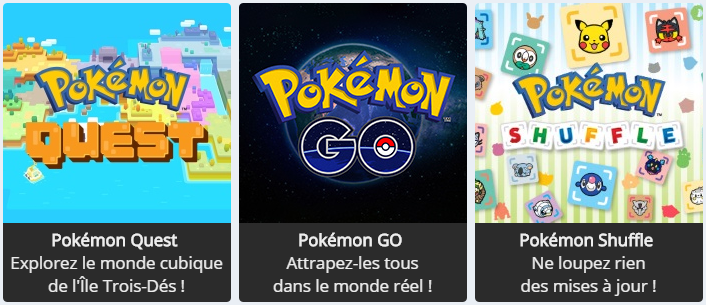 POKéMON
QUEST
Pokémon Quest
Explorez le monde cubique
de l'Île Trois-Dés !
POKéMON
GO
Pokémon GO
Attrapez-les tous
dans le monde réel !
POKéMON
SHUFFLE
Pokémon Shuffle
Ne loupez rien
des mises à jour !